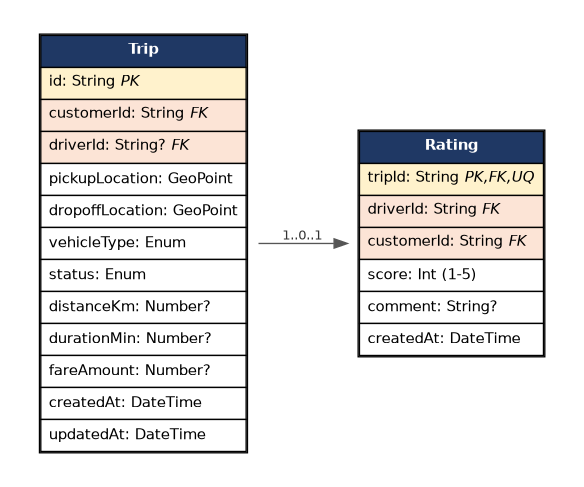 Trip
id: String PK
customerId: String FK
driverId: String? FK
pickupLocation: GeoPoint
dropoffLocation: GeoPoint
vehicleType: Enum
status: Enum
distanceKm: Number?
durationMin: Number?
fareAmount: Number?
createdAt: DateTime
updatedAt: DateTime
1..0..1
Rating
tripId: String PK,FK,UQ
driverId: String FK
customerId: String FK
score: Int (1-5)
comment: String?
createdAt: DateTime